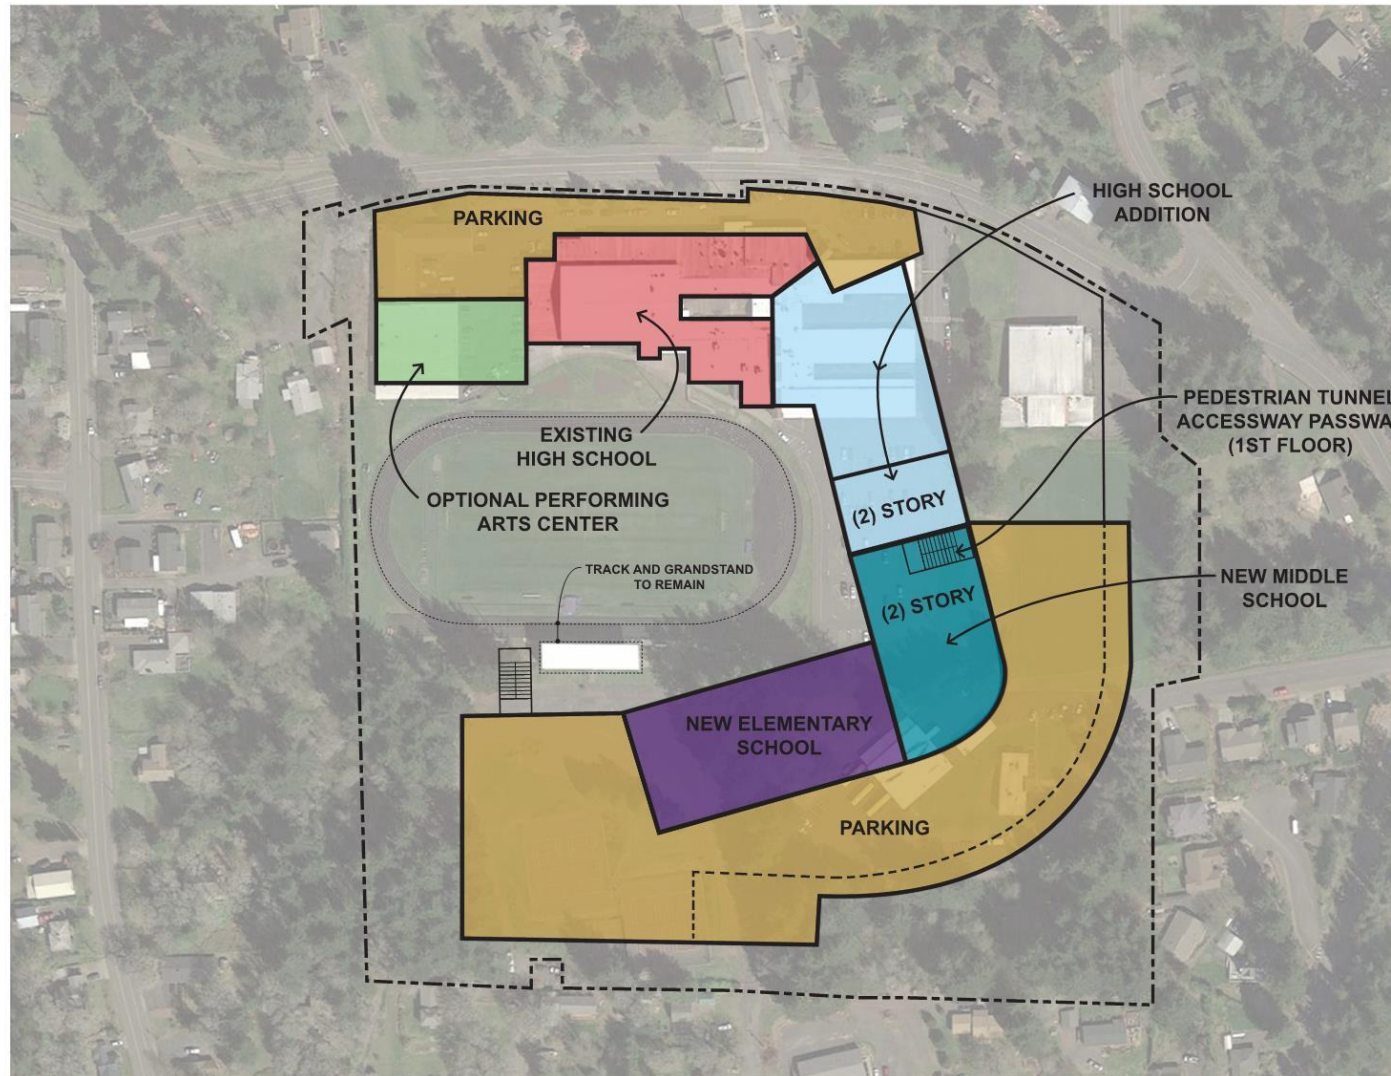 PARKING
HIGH SCHOOL
ADDITION
PEDESTRIAN TUNNEL
ACCESSWAY PASSWA
(1ST FLOOR)
EXISTING
HIGH SCHOOL
OPTIONAL PERFORMING
ARTS CENTER
(2) STORY
TRACK AND GRANDSTAND
TO REMAIN
(2) STORY
NEW MIDDLE
SCHOOL
NEW ELEMENTARY
SCHOOL
PARKING